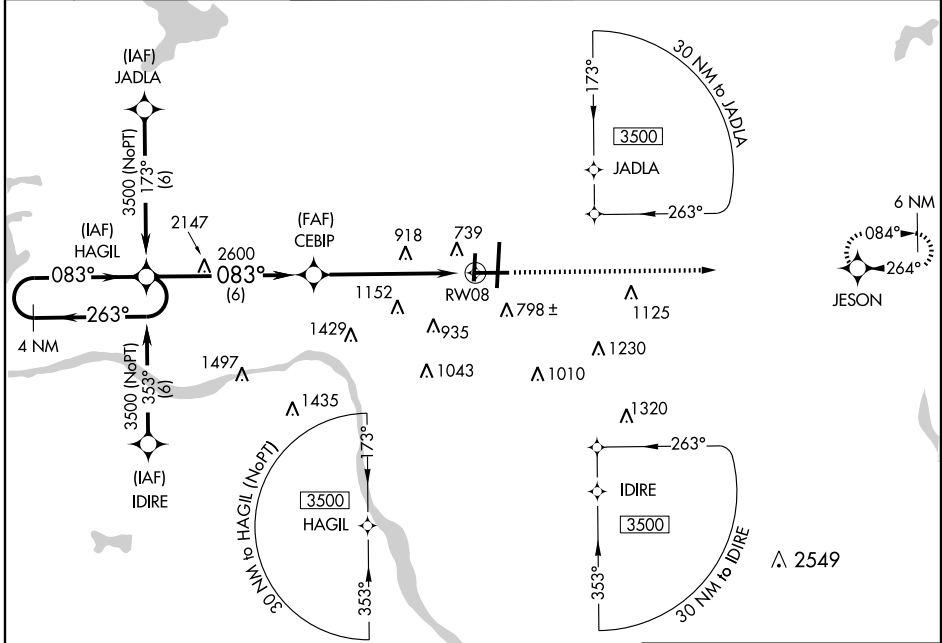 (IAF)
JADLA
3500 (NoPT)
173°
(6)
(IAF)
HAGIL
2147
2600
083°
083°
(6)
263°
4 NM
(FAF)
CEBIP
918
739
RW08
1152
935
798 ±
1429
1043
1497
1435
1125
1230
1010
1320
3500 (NoPT)
353°
(6)
(IAF)
IDIRE
30 NM to JADLA
173°
3500
JADLA
263°
6 NM
084°
264°
JESON
30 NM to HAGIL (NoPT)
173°
3500
HAGIL
353°
263°
IDIRE
3500
353°
30 NM to IDIRE
2549